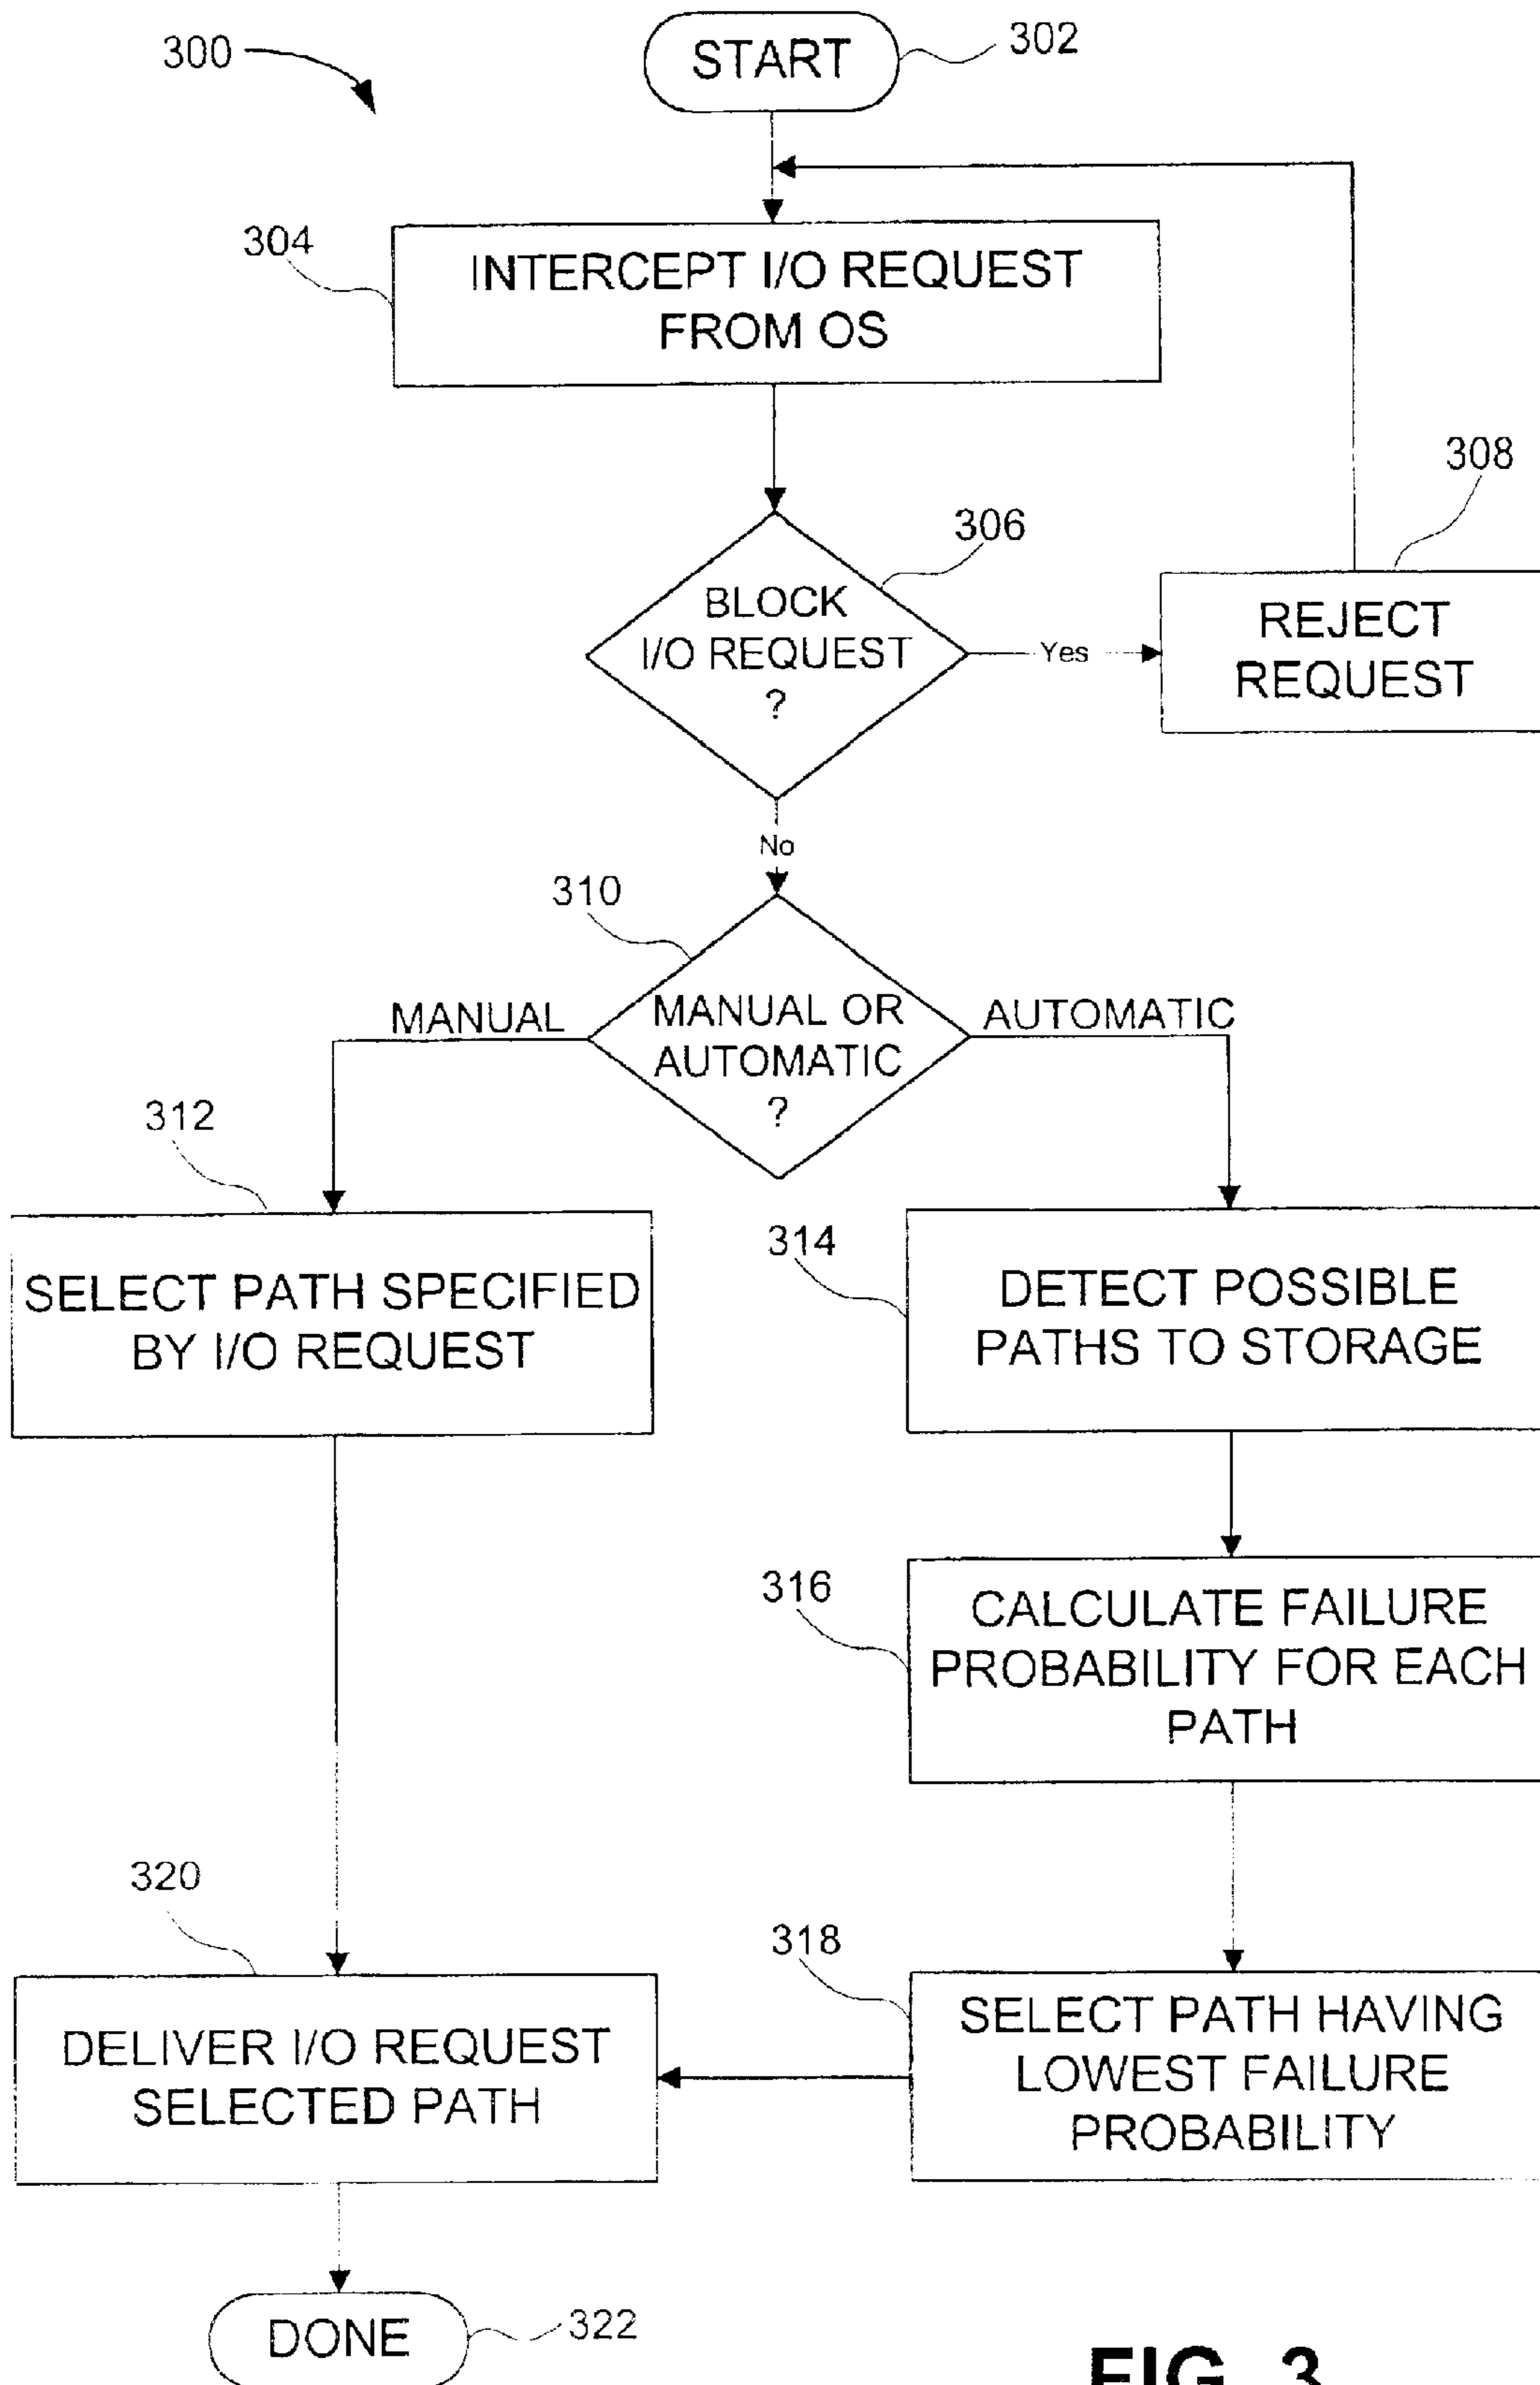 300
START
302
304
INTERCEPT I/O REQUEST
FROM OS
306
308
BLOCK
I/O REQUEST
?
Yes
REJECT
REQUEST
No
310
MANUAL
MANUAL OR
AUTOMATIC
?
AUTOMATIC
312
SELECT PATH SPECIFIED
BY I/O REQUEST
314
DETECT POSSIBLE
PATHS TO STORAGE
316
CALCULATE FAILURE
PROBABILITY FOR EACH
PATH
320
318
DELIVER I/O REQUEST
SELECTED PATH
SELECT PATH HAVING
LOWEST FAILURE
PROBABILITY
DONE
322
FIG. 3